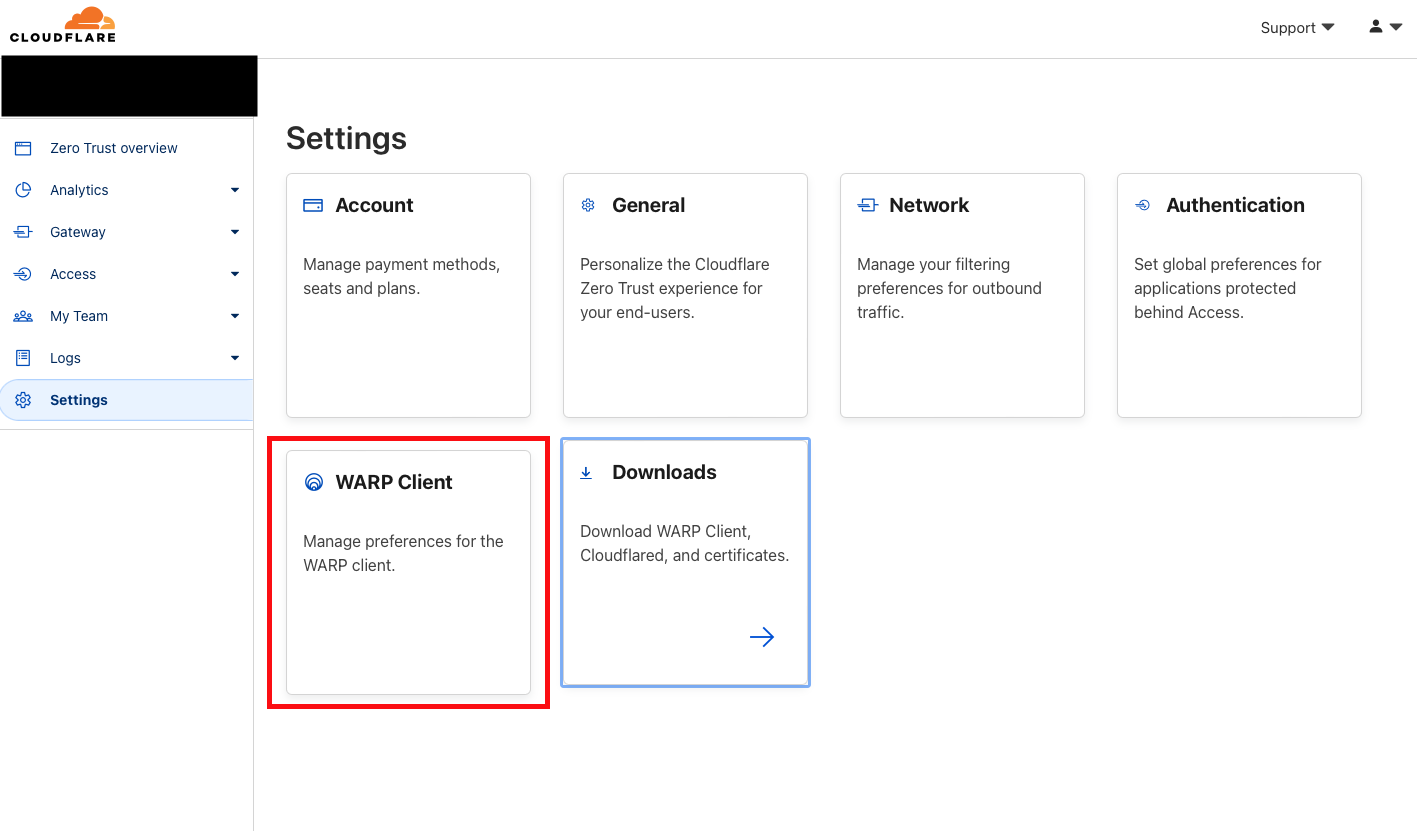 CLOUDFLARE
Support
Zero Trust overview
Analytics
Gateway
Access
My Team
Logs
Settings
Settings
Account
Manage payment methods,
seats and plans.
General
Personalize the Cloudflare
Zero Trust experience for
your end-users.
Network
Manage your filtering
preferences for outbound
traffic.
Authentication
Set global preferences for
applications protected
behind Access.
WARP Client
Manage preferences for the
WARP client.
Downloads
Download WARP Client,
Cloudflared, and certificates.